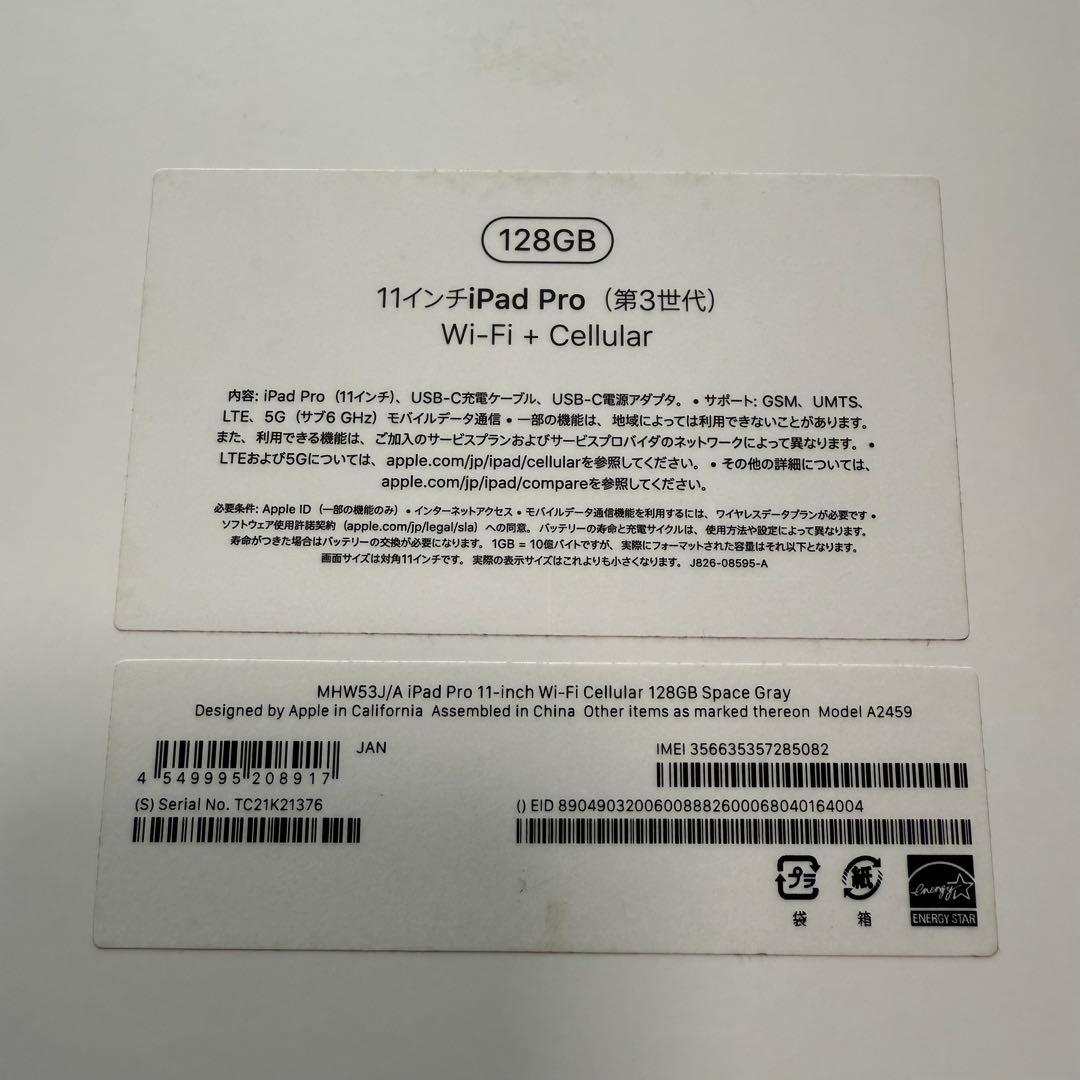 128GB
11インチiPad Pro（第3世代）
Wi-Fi + Cellular
内容: iPad Pro（11インチ）、USB-C充電ケーブル、USB-C電源アダプタ。• サポート: GSM、UMTS、
LTE、5G（サブ6 GHz）モバイルデータ通信 • 一部の機能は、地域によっては利用できないことがあります。
また、利用できる機能は、ご加入のサービスプランおよびサービスプロバイダのネットワークによって異なります。•
LTEおよび5Gについては、apple.com/jp/ipad/cellularを参照してください。• その他の詳細については、
apple.com/jp/ipad/compareを参照してください。
必要条件: Apple ID（一部の機能のみ）• インターネットアクセス • モバイルデータ通信機能を利用するには、ワイヤレスデータプランが必要です •
ソフトウェア使用許諾契約（apple.com/jp/legal/sla）への同意。バッテリーの寿命と充電サイクルは、使用方法や設定によって異なります。
寿命がつきた場合はバッテリーの交換が必要になります。1GB = 10億バイトですが、実際にフォーマットされた容量はそれ以下となります。
画面サイズは対角11インチです。実際の表示サイズはこれよりも小さくなります。J826-08595-A
MHW53J/A iPad Pro 11-inch Wi-Fi Cellular 128GB Space Gray
Designed by Apple in California Assembled in China Other items as marked thereon Model A2459
JAN
4 549995 208917
IMEI 356635357285082
(S) Serial No. TC21K21376
() EID 89049032006008882600068040164004
プラ
袋
紙
箱
energy
ENERGY STAR